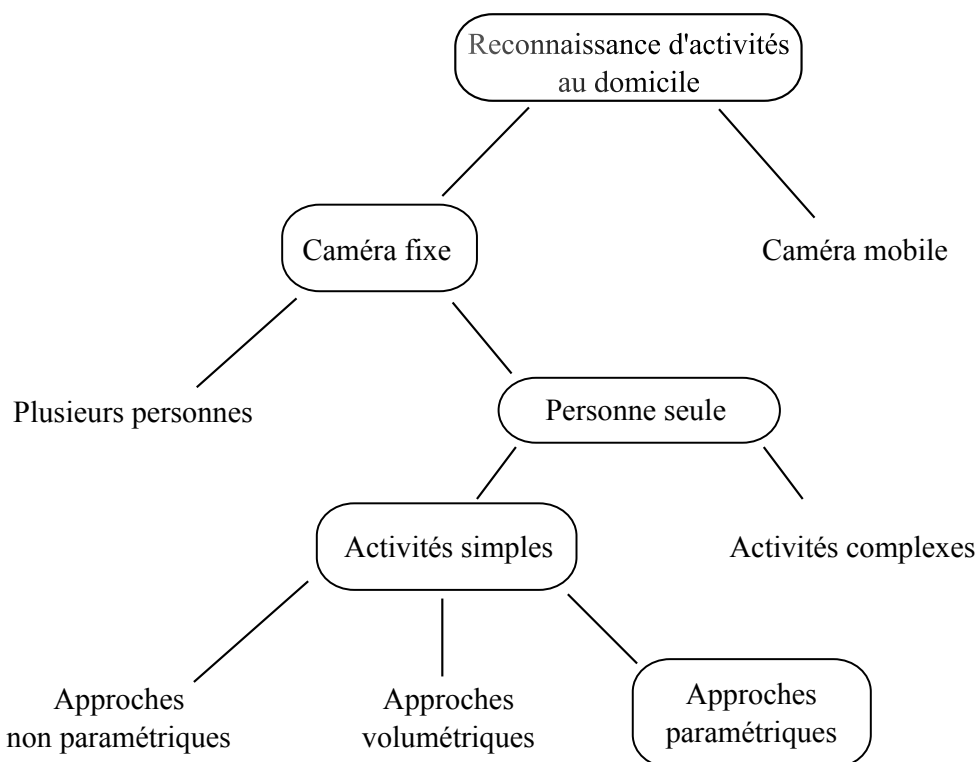 Reconnaissance d'activités
au domicile
Caméra fixe
Caméra mobile
Plusieurs personnes
Personne seule
Activités simples
Activités complexes
Approches
non paramétriques
Approches
volumétriques
Approches
paramétriques